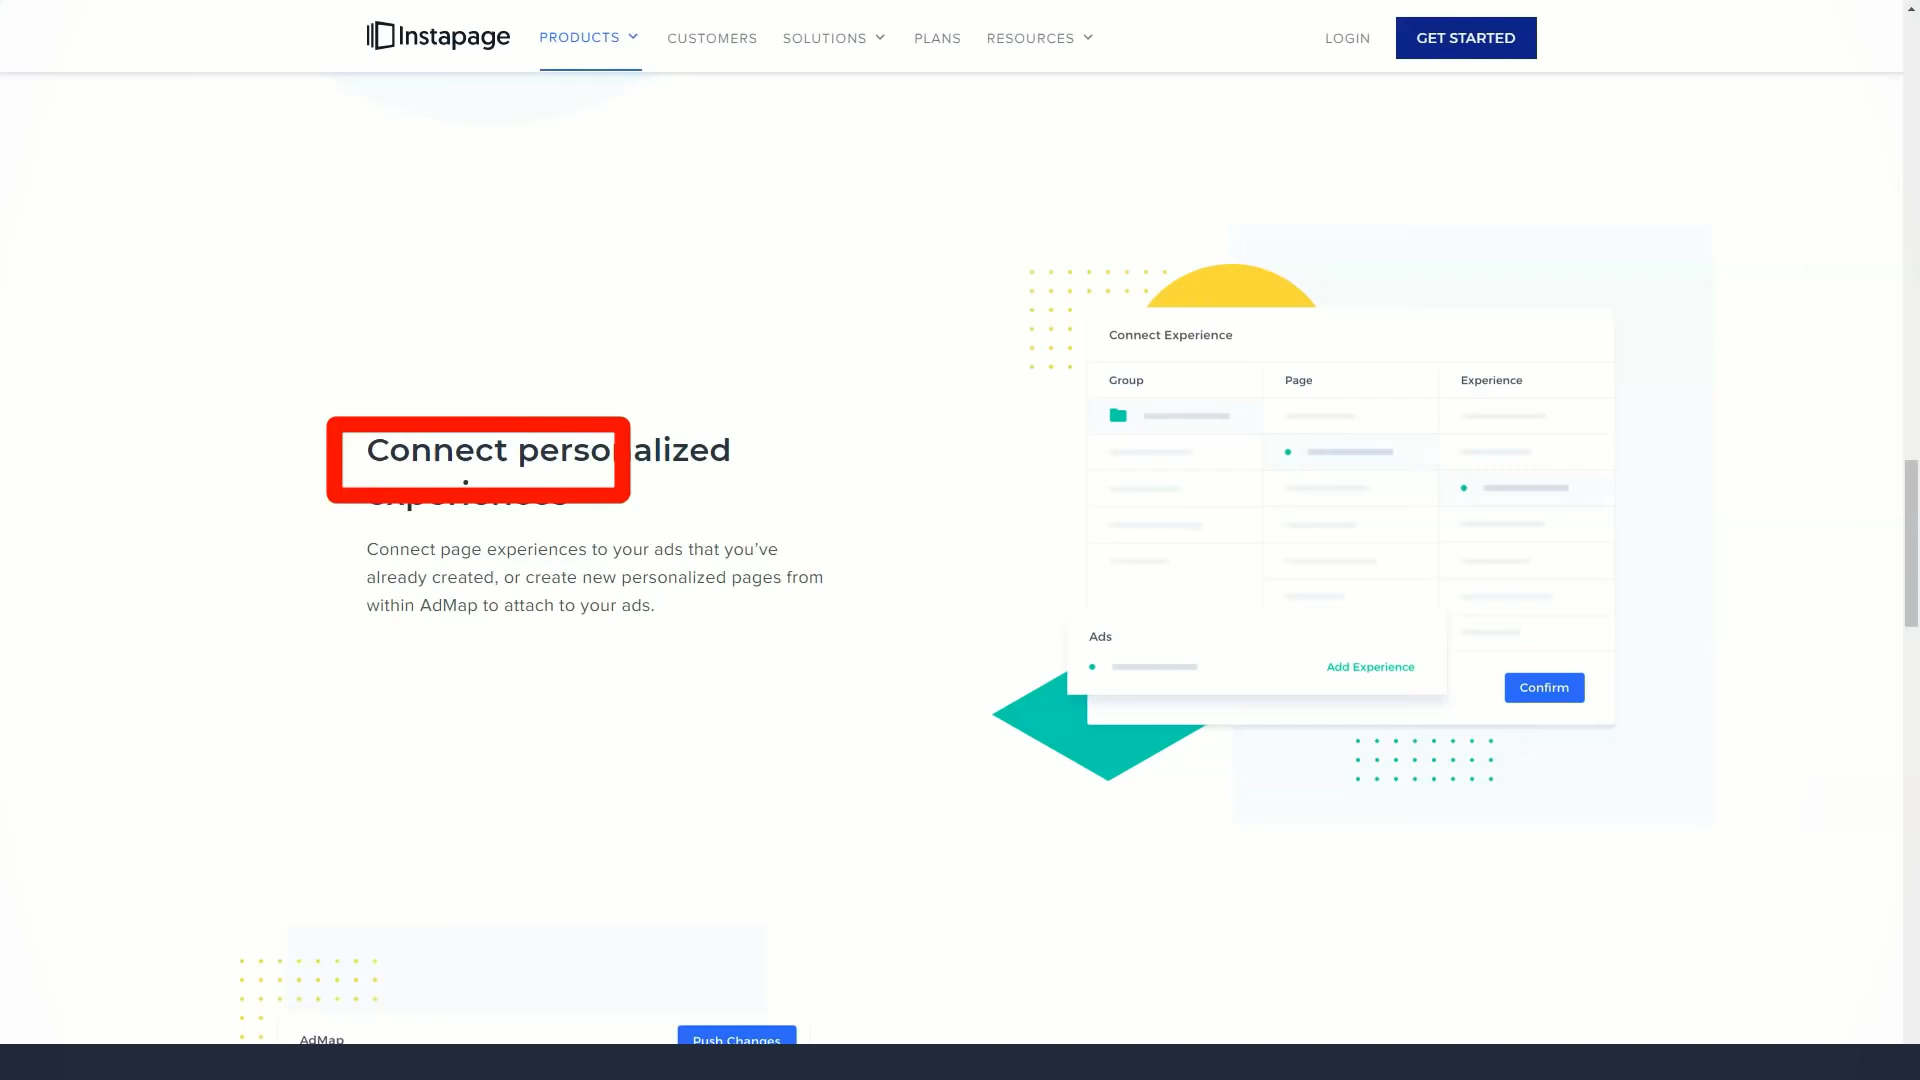 Instapage
PRODUCTS
CUSTOMERS
SOLUTIONS
PLANS
RESOURCES
LOGIN
GET STARTED
Connect personalized
experiences
Connect page experiences to your ads that you've
already created, or create new personalized pages from
within AdMap to attach to your ads.
Connect Experience
Group
Page
Experience
Ads
Add Experience
Confirm
AdMap
Push Changes